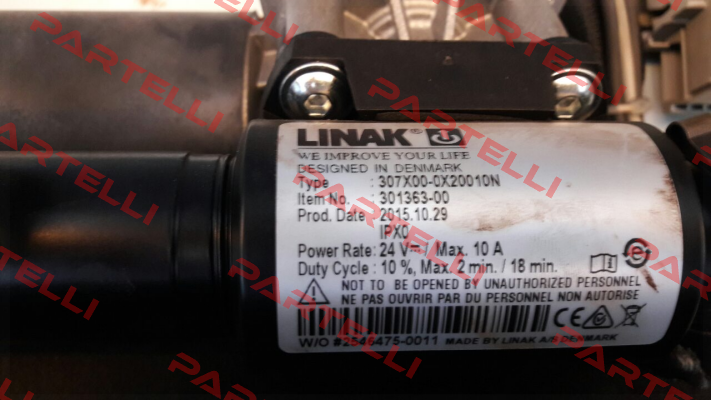 LINAK®
WE IMPROVE YOUR LIFE
DESIGNED IN DENMARK
Type : 307X00-0X20010N
Item No. : 301363-00
Prod. Date : 2015.10.29
IPX0
Power Rate: 24 V⎓ / Max. 10 A
Duty Cycle : 10 %, Max. 2 min. / 18 min.
NOT TO BE OPENED BY UNAUTHORIZED PERSONNEL
NE PAS OUVRIR PAR DU PERSONNEL NON AUTORISE
CE
W/O #2546475-0011 MADE BY LINAK A/S DENMARK
PARTELLI
PARTELLI
PARTELLI
PARTELLI
PARTELLI
PARTELLI